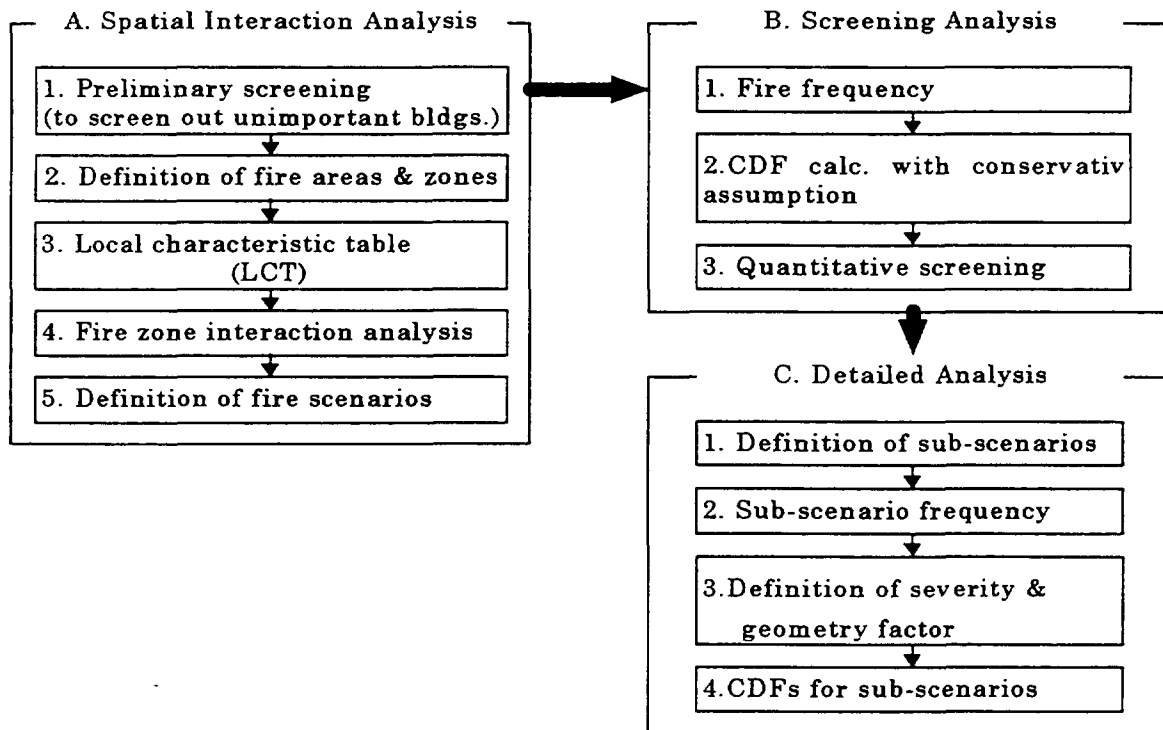 A. Spatial Interaction Analysis
1. Preliminary screening
(to screen out unimportant bldgs.)
2. Definition of fire areas & zones
3. Local characteristic table
(LCT)
4. Fire zone interaction analysis
5. Definition of fire scenarios
B. Screening Analysis
1. Fire frequency
2.CDF calc. with conservativ
assumption
3. Quantitative screening
C. Detailed Analysis
1. Definition of sub-scenarios
2. Sub-scenario frequency
3.Definition of severity &
geometry factor
4.CDFs for sub-scenarios